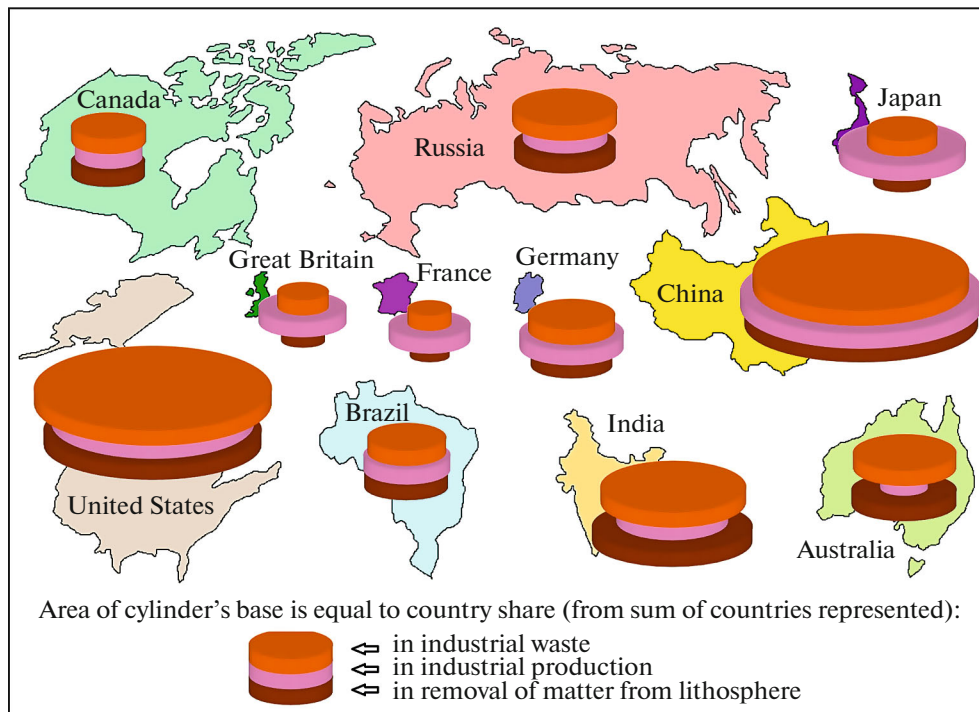 Canada
Russia
Japan
Great Britain
France
Germany
China
Brazil
India
United States
Australia
Area of cylinder’s base is equal to country share (from sum of countries represented):
in industrial waste
in industrial production
in removal of matter from lithosphere